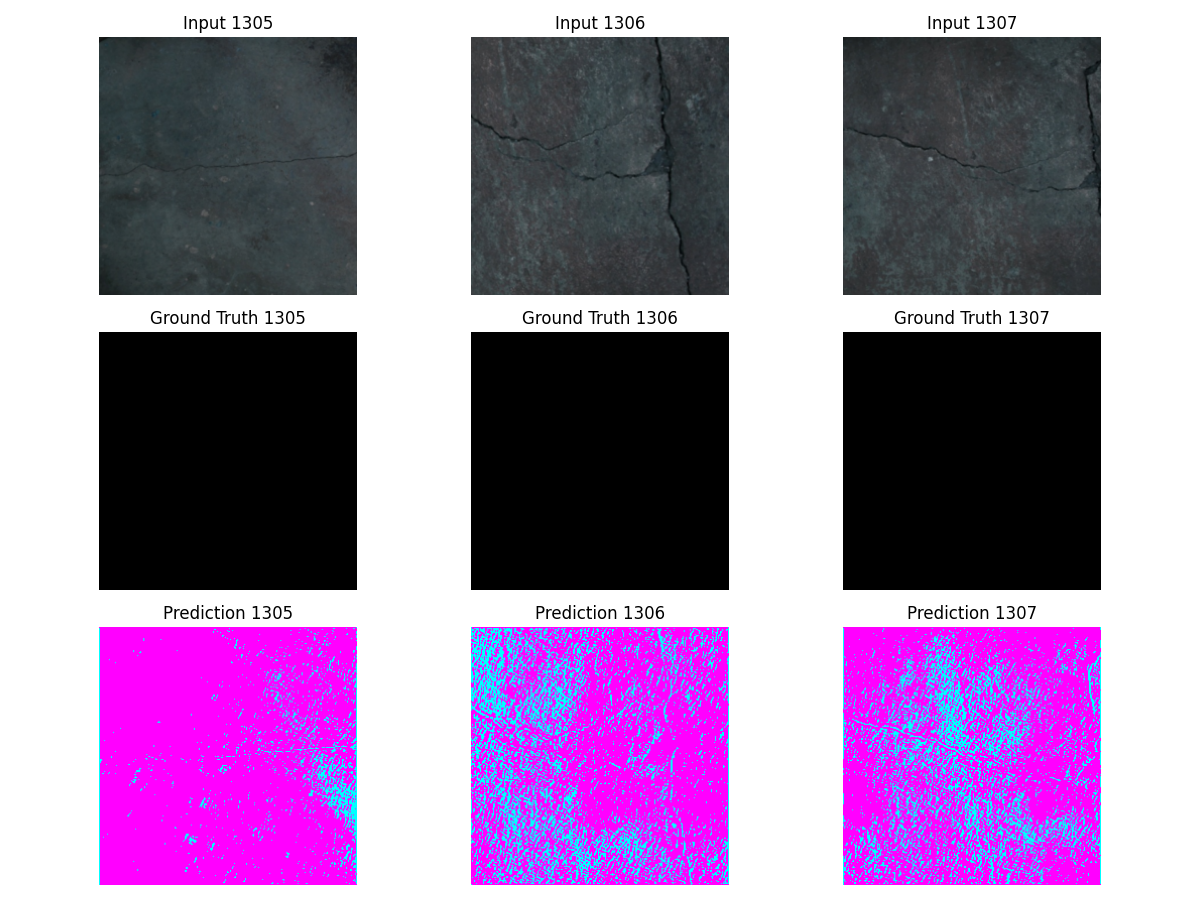 Input 1305
Input 1306
Input 1307
Ground Truth 1305
Ground Truth 1306
Ground Truth 1307
Prediction 1305
Prediction 1306
Prediction 1307